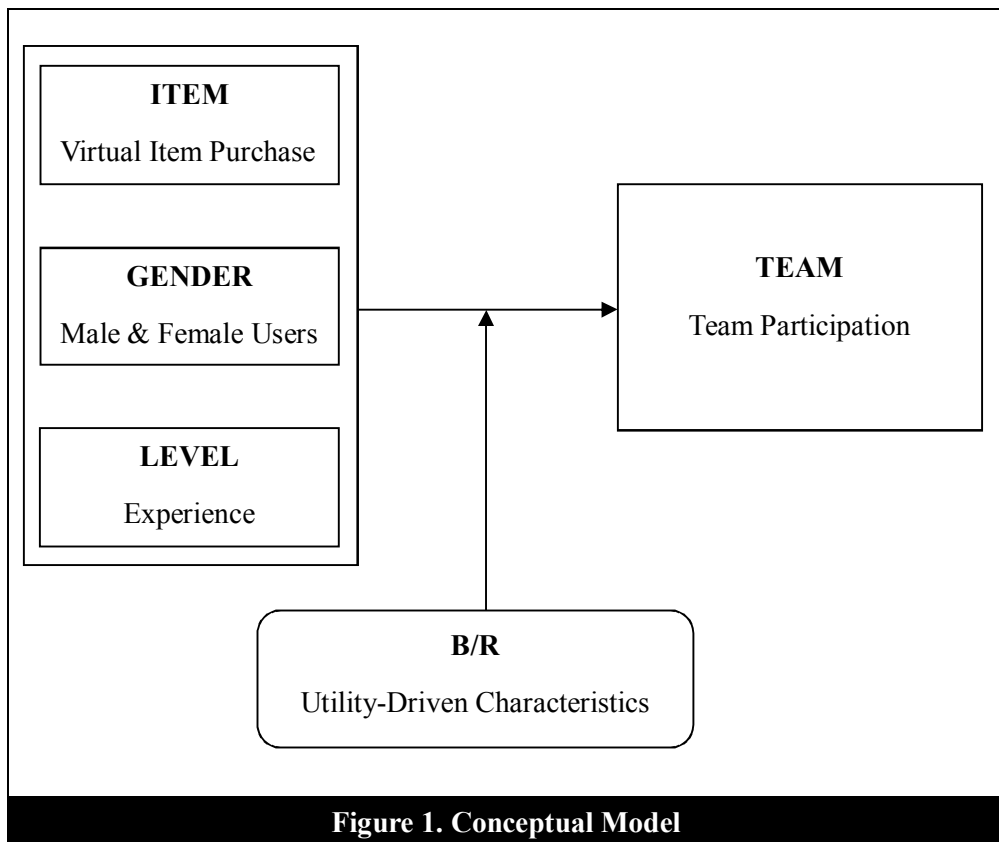 ITEM
Virtual Item Purchase
GENDER
Male & Female Users
LEVEL
Experience
TEAM
Team Participation
B/R
Utility-Driven Characteristics
Figure 1. Conceptual Model